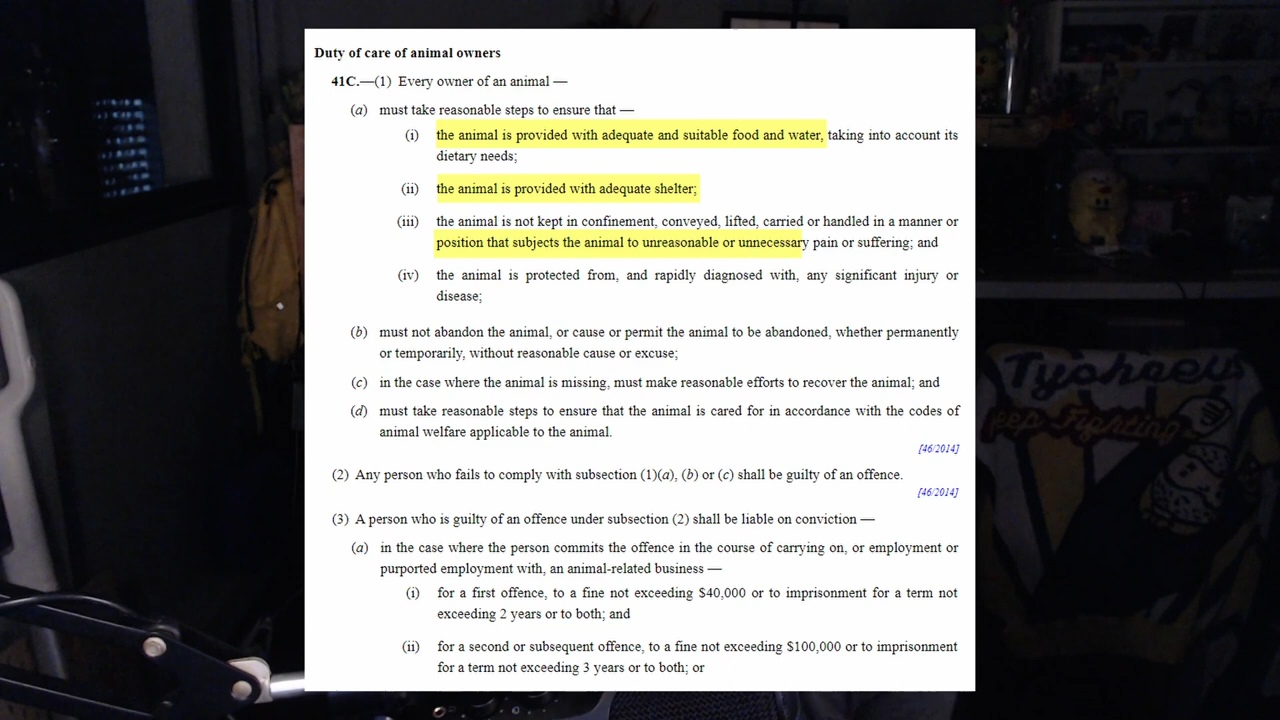 Duty of care of animal owners
41C.—(1) Every owner of an animal —
(a) must take reasonable steps to ensure that —
(i) the animal is provided with adequate and suitable food and water, taking into account its
dietary needs;
(ii) the animal is provided with adequate shelter;
(iii) the animal is not kept in confinement, conveyed, lifted, carried or handled in a manner or
position that subjects the animal to unreasonable or unnecessary pain or suffering; and
(iv) the animal is protected from, and rapidly diagnosed with, any significant injury or
disease;
(b) must not abandon the animal, or cause or permit the animal to be abandoned, whether permanently
or temporarily, without reasonable cause or excuse;
(c) in the case where the animal is missing, must make reasonable efforts to recover the animal; and
(d) must take reasonable steps to ensure that the animal is cared for in accordance with the codes of
animal welfare applicable to the animal.
[46/2014]
(2) Any person who fails to comply with subsection (1)(a), (b) or (c) shall be guilty of an offence.
[46/2014]
(3) A person who is guilty of an offence under subsection (2) shall be liable on conviction —
(a) in the case where the person commits the offence in the course of carrying on, or employment or
purported employment with, an animal-related business —
(i) for a first offence, to a fine not exceeding $40,000 or to imprisonment for a term not
exceeding 2 years or to both; and
(ii) for a second or subsequent offence, to a fine not exceeding $100,000 or to imprisonment
for a term not exceeding 3 years or to both; or
Fighting